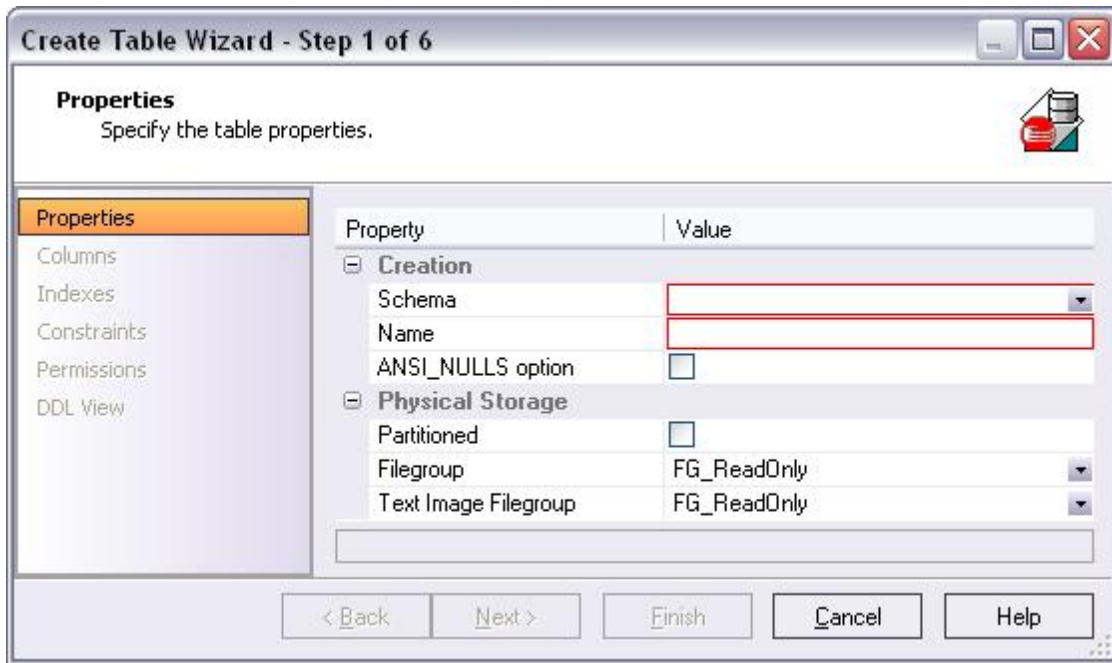 Create Table Wizard - Step 1 of 6
Properties
Specify the table properties.
Properties
Columns
Indexes
Constraints
Permissions
DDL View
Property Value
Creation
Schema
Name
ANSI_NULLS option
Physical Storage
Partitioned
Filegroup FG_ReadOnly
Text Image Filegroup FG_ReadOnly
< Back Next > Finish Cancel Help